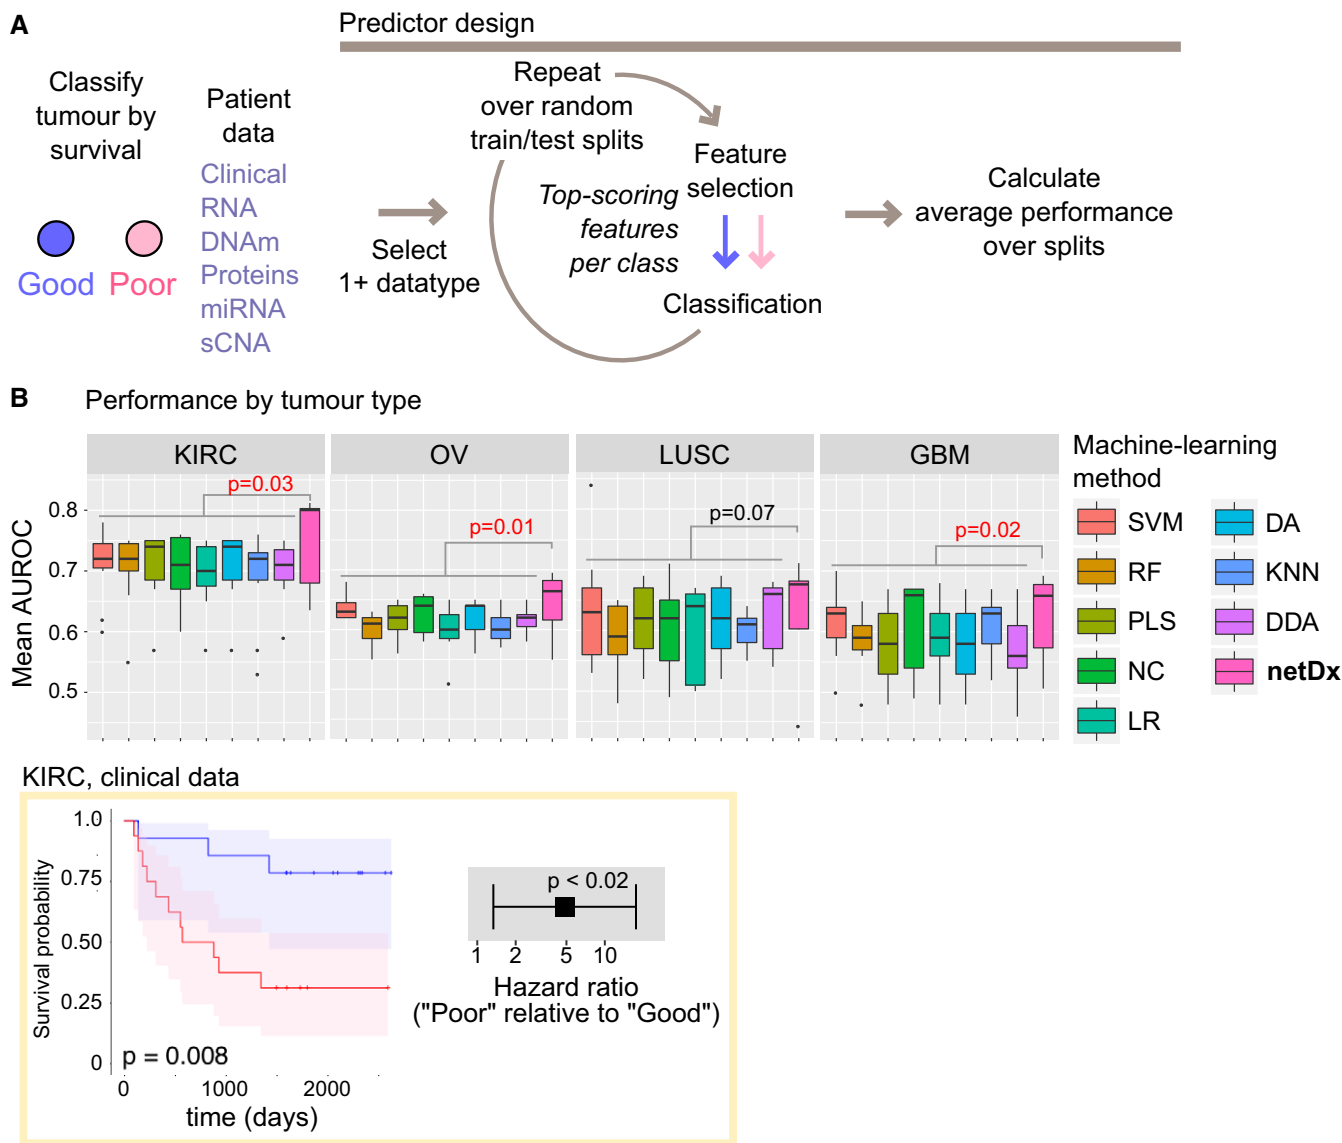 A
Predictor design
Classify
tumour by
survival
Good
Poor
Patient
data
Clinical
RNA
DNAm
Proteins
miRNA
sCNA
Select
1+ datatype
Repeat
over random
train/test splits
Feature
selection
Top-scoring
features
per class
Classification
Calculate
average performance
over splits
B
Performance by tumour type
KIRC
OV
LUSC
GBM
p=0.03
p=0.01
p=0.07
p=0.02
Mean AUROC
0.8
0.7
0.6
0.5
Machine-learning
method
SVM
RF
PLS
NC
LR
DA
KNN
DDA
netDx
KIRC, clinical data
Survival probability
1.0
0.75
0.50
0.25
0
p = 0.008
0
1000
2000
time (days)
p < 0.02
1
2
5
10
Hazard ratio
("Poor" relative to "Good")